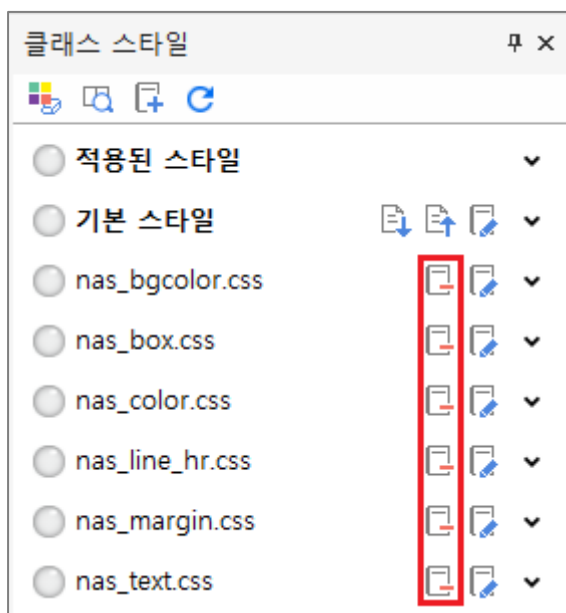 클래스 스타일
적용된 스타일
기본 스타일
nas_bgcolor.css
nas_box.css
nas_color.css
nas_line_hr.css
nas_margin.css
nas_text.css